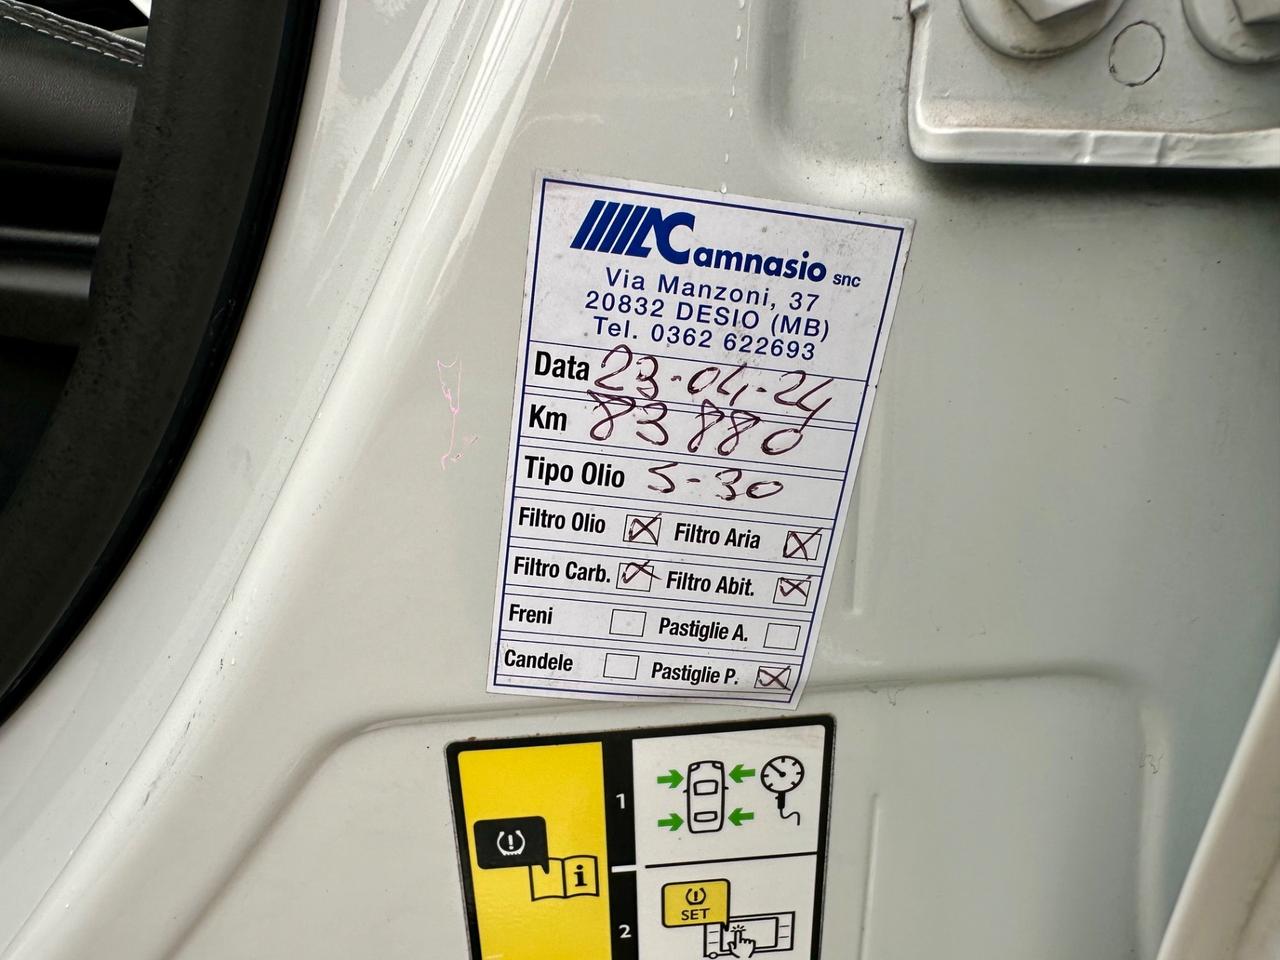 Camnasio snc
Via Manzoni, 37
20832 DESIO (MB)
Tel. 0362 622693
Data 23-04-24
Km 83880
Tipo Olio 5-30
Filtro Olio Filtro Aria
Filtro Carb. Filtro Abit.
Freni Pastiglie A.
Candele Pastiglie P.
1
i
2
SET